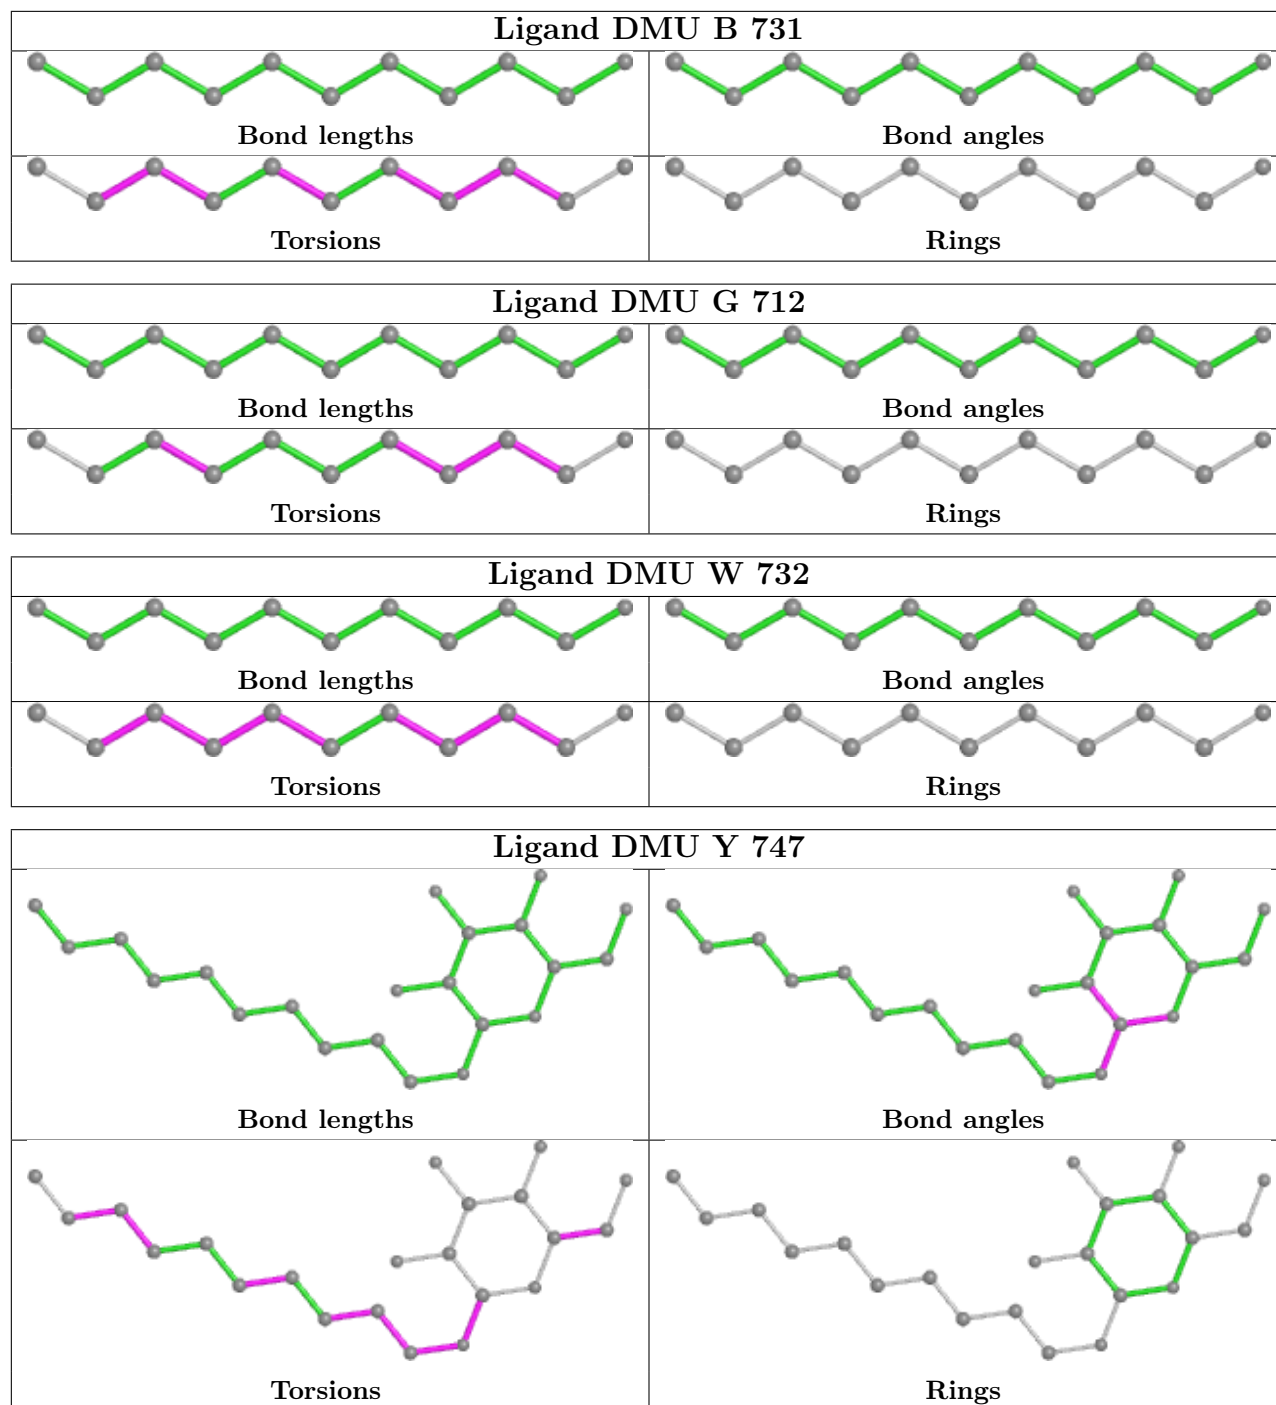 Ligand DMU B 731
Bond lengths
Bond angles
Torsions
Rings
Ligand DMU G 712
Bond lengths
Bond angles
Torsions
Rings
Ligand DMU W 732
Bond lengths
Bond angles
Torsions
Rings
Ligand DMU Y 747
Bond lengths
Bond angles
Torsions
Rings